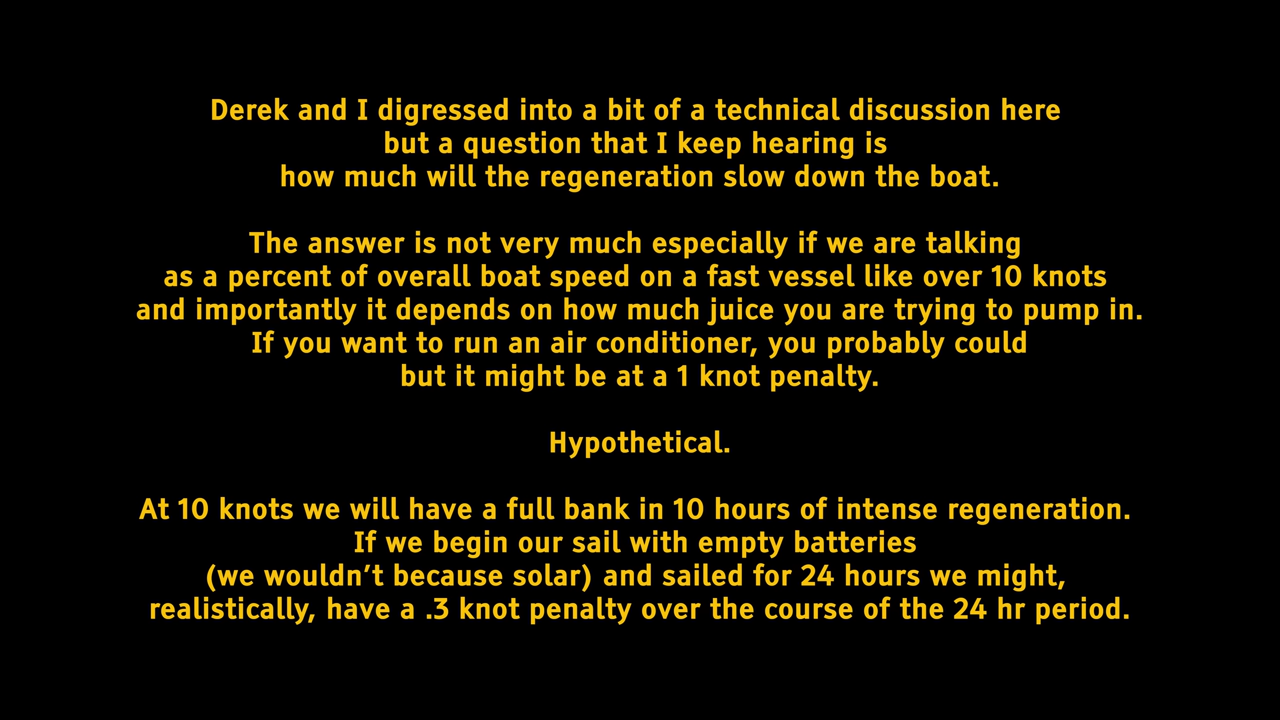 Derek and I digressed into a bit of a technical discussion here
but a question that I keep hearing is
how much will the regeneration slow down the boat.
The answer is not very much especially if we are talking
as a percent of overall boat speed on a fast vessel like over 10 knots
and importantly it depends on how much juice you are trying to pump in.
If you want to run an air conditioner, you probably could
but it might be at a 1 knot penalty.
Hypothetical.
At 10 knots we will have a full bank in 10 hours of intense regeneration.
If we begin our sail with empty batteries
(we wouldn’t because solar) and sailed for 24 hours we might,
realistically, have a .3 knot penalty over the course of the 24 hr period.